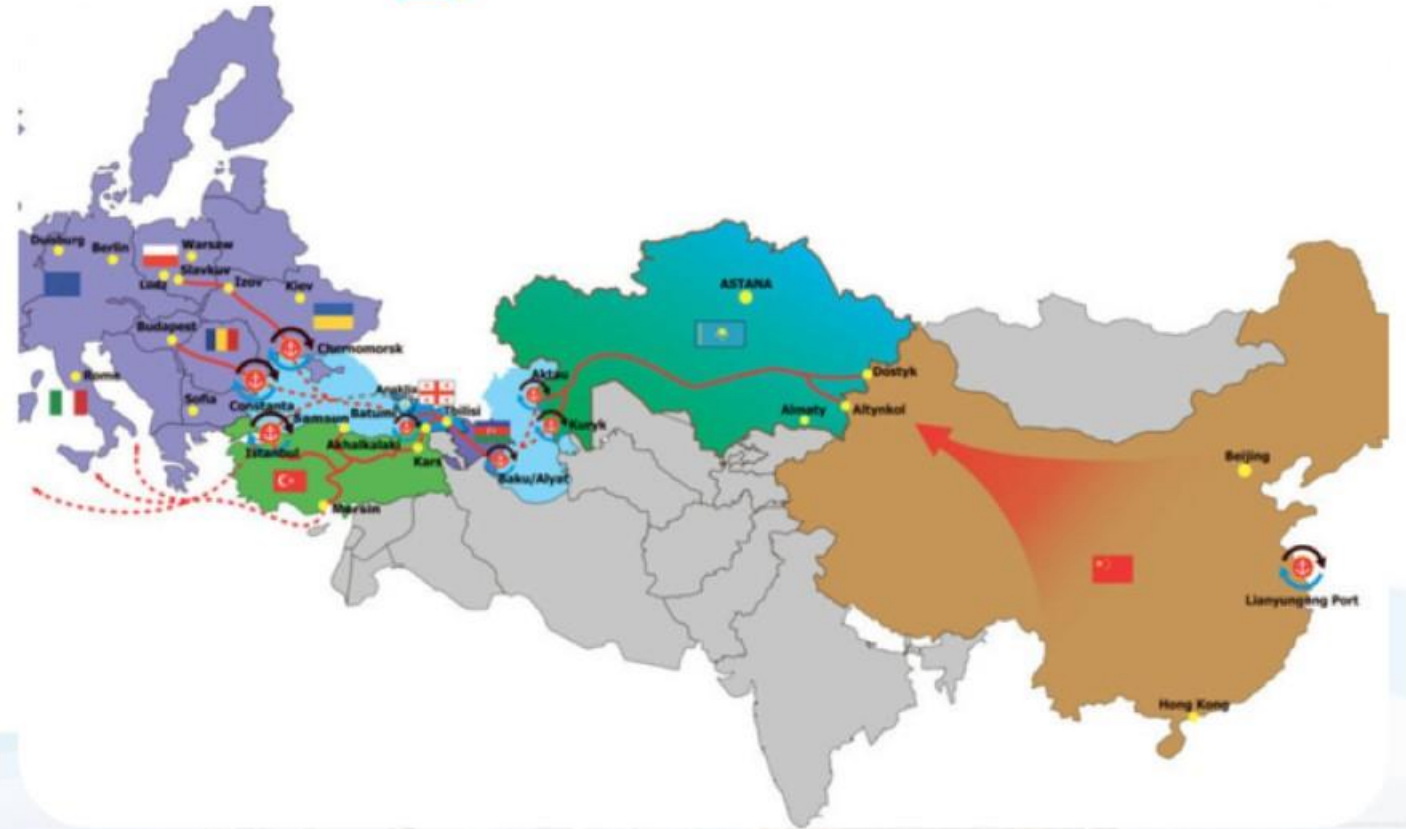 Duisburg
Berlin
Warsaw
Slavkuv
Lodz
Izov
Kiev
ASTANA
Budapest
Chernomorsk
Rome
Aktau
Dostyk
Anaklia
Sofia
Constanta
Samsun
Batumi
Tbilisi
Almaty
Altynkol
Kuryk
Akhalkalaki
Istanbul
Kars
Beijing
Baku/Alyat
Mersin
Lianyungang Port
Hong Kong